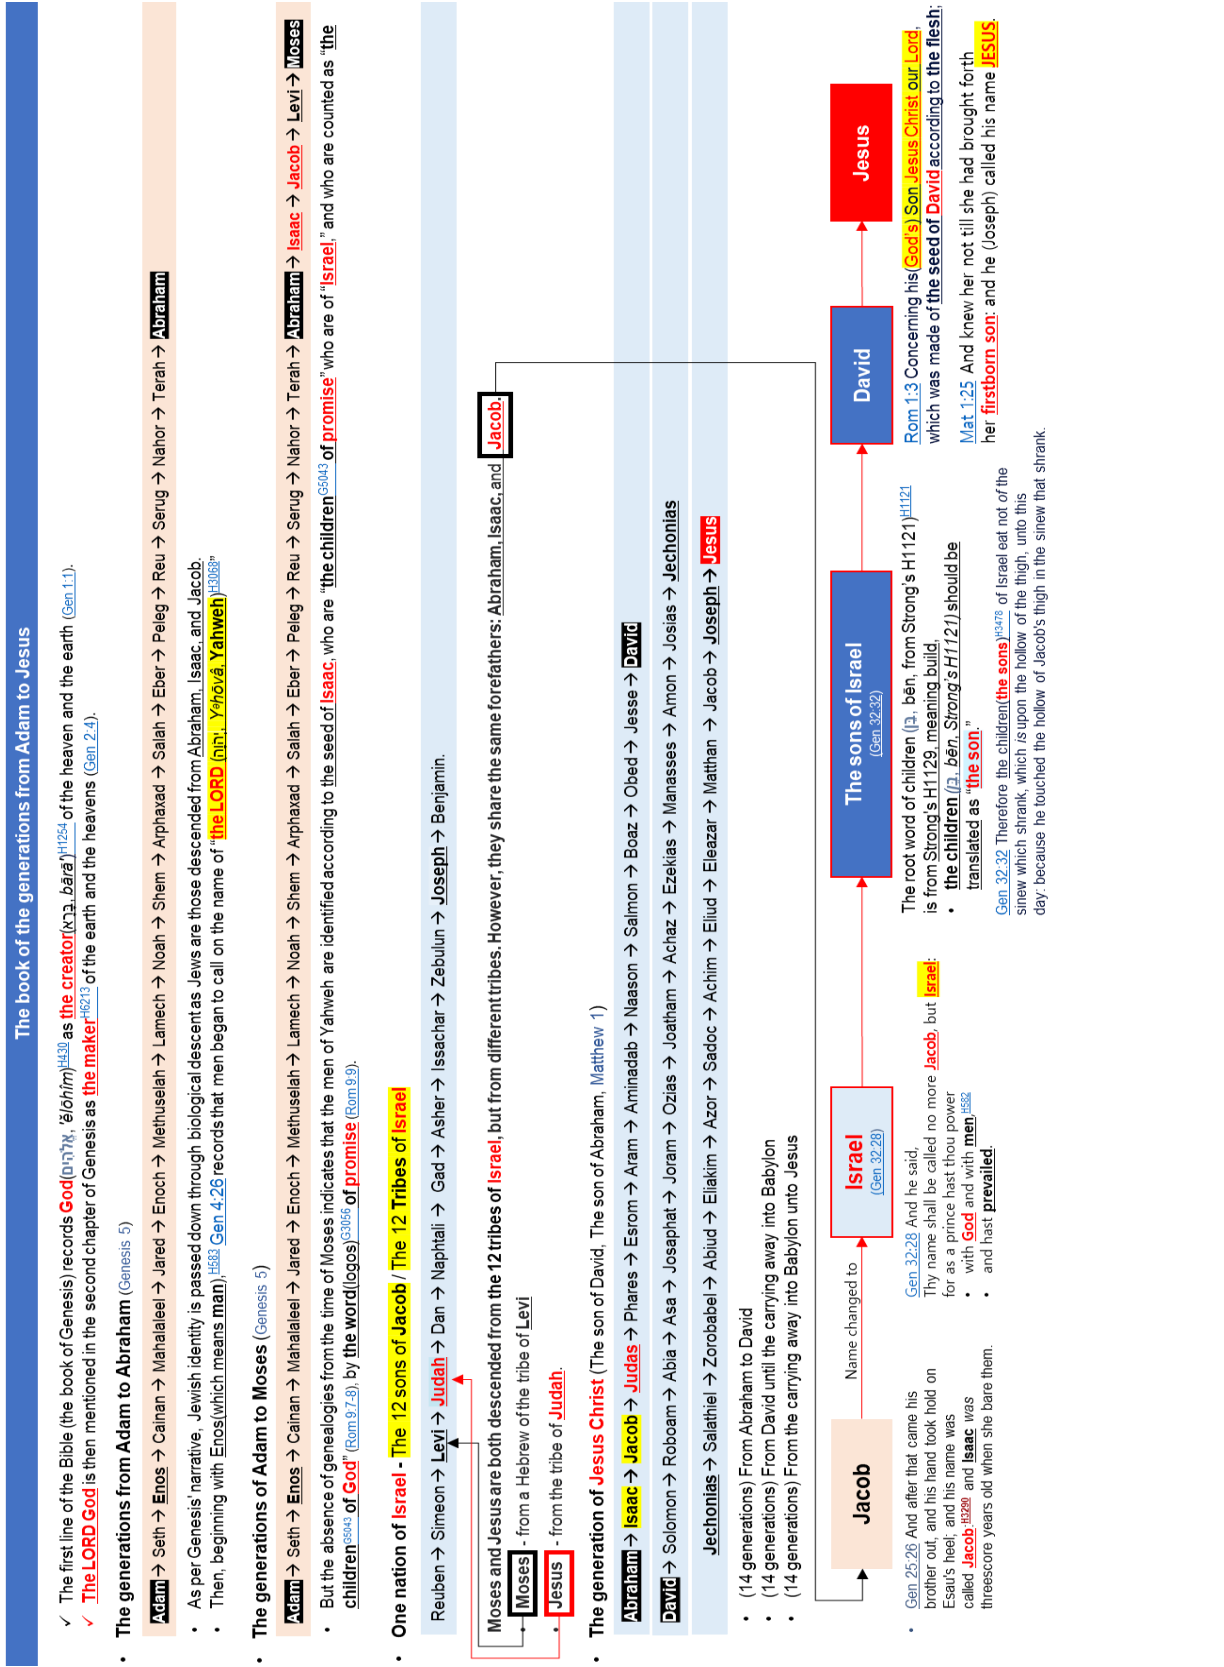 The book of the generations from Adam to Jesus
✓ The first line of the Bible (the book of Genesis) records God(אֱלֹהִים, 'ĕlōhîm)H430 as the creator(בָּרָא, bārā')H1254 of the heaven and the earth (Gen 1:1).
✓ The LORD God is then mentioned in the second chapter of Genesis as the makerH6213 of the earth and the heavens (Gen 2:4).
• The generations from Adam to Abraham (Genesis 5)
Adam → Seth → Enos → Cainan → Mahalaleel → Jared → Enoch → Methuselah → Lamech → Noah → Shem → Arphaxad → Salah → Eber → Peleg → Reu → Serug → Nahor → Terah → Abraham
• As per Genesis' narrative, Jewish identity is passed down through biological descent as Jews are those descended from Abraham, Isaac, and Jacob.
• Then, beginning with Enos(which means man),H583 Gen 4:26 records that men began to call on the name of "the LORD (יְהֹוָה, Yᵊhōvâ, Yahweh)H3068"
• The generations of Adam to Moses (Genesis 5)
Adam → Seth → Enos → Cainan → Mahalaleel → Jared → Enoch → Methuselah → Lamech → Noah → Shem → Arphaxad → Salah → Eber → Peleg → Reu → Serug → Nahor → Terah → Abraham → Isaac → Jacob → Levi → Moses
• But the absence of genealogies from the time of Moses indicates that the men of Yahweh are identified according to the seed of Isaac, who are "the childrenG5043 of promise" who are of "Israel," and who are counted as "the
childrenG5043 of God" (Rom 9:7-8), by the word(logos)G3056 of promise (Rom 9:9).
• One nation of Israel - The 12 sons of Jacob / The 12 Tribes of Israel
Reuben → Simeon → Levi → Judah → Dan → Naphtali → Gad → Asher → Issachar → Zebulun → Joseph → Benjamin.
Moses and Jesus are both descended from the 12 tribes of Israel, but from different tribes. However, they share the same forefathers: Abraham, Isaac, and Jacob.
• Moses - from a Hebrew of the tribe of Levi
• Jesus - from the tribe of Judah.
• The generation of Jesus Christ (The son of David, The son of Abraham, Matthew 1)
Abraham → Isaac → Jacob → Judas → Phares → Esrom → Aram → Aminadab → Naason → Salmon → Boaz → Obed → Jesse → David
David → Solomon → Roboam → Abia → Asa → Josaphat → Joram → Ozias → Joatham → Achaz → Ezekias → Manasses → Amon → Josias → Jechonias
Jechonias → Salathiel → Zorobabel → Abiud → Eliakim → Azor → Sadoc → Achim → Eliud → Eleazar → Matthan → Jacob → Joseph → Jesus
• (14 generations) From Abraham to David
• (14 generations) From David until the carrying away into Babylon
• (14 generations) From the carrying away into Babylon unto Jesus
Jacob
Name changed to
Israel
(Gen 32:28)
The sons of Israel
(Gen 32:32)
David
Jesus
• Gen 25:26 And after that came his
brother out, and his hand took hold on
Esau's heel; and his name was
called Jacob:H3290 and Isaac was
threescore years old when she bare them.
Gen 32:28 And he said,
Thy name shall be called no more Jacob, but Israel:
for as a prince hast thou power
• with God and with men,H582
• and hast prevailed.
The root word of children (בֵּן, bên, from Strong's H1121)H1121
is from Strong's H1129, meaning build,
• the children (בֵּן, bēn, Strong's H1121) should be
translated as "the son."
Gen 32:32 Therefore the children(the sons)H3478 of Israel eat not of the
sinew which shrank, which is upon the hollow of the thigh, unto this
day: because he touched the hollow of Jacob's thigh in the sinew that shrank.
Rom 1:3 Concerning his(God's) Son Jesus Christ our Lord,
which was made of the seed of David according to the flesh;
Mat 1:25 And knew her not till she had brought forth
her firstborn son: and he (Joseph) called his name JESUS.